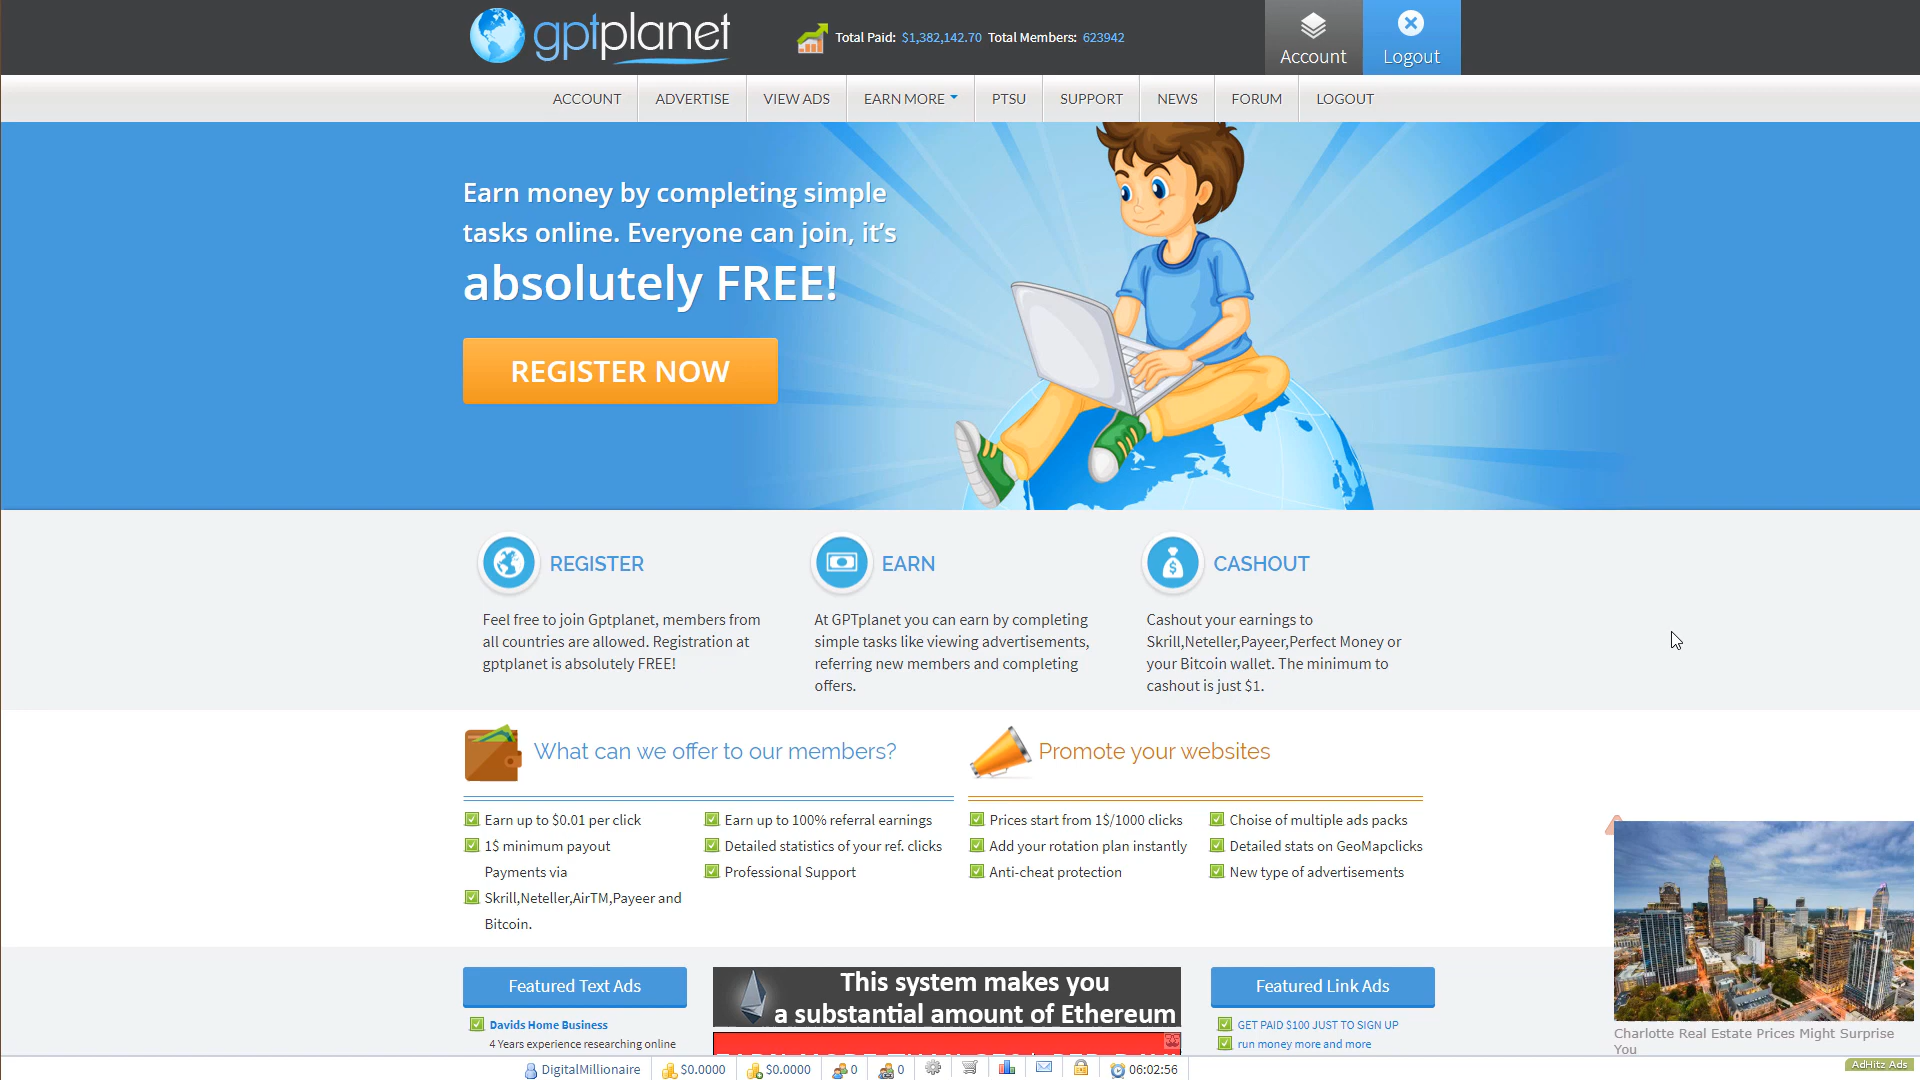 gptplanet
Total Paid: $1,382,142.70 Total Members: 623942
Account
Logout
ACCOUNT
ADVERTISE
VIEW ADS
EARN MORE
PTSU
SUPPORT
NEWS
FORUM
LOGOUT
Earn money by completing simple
tasks online. Everyone can join, it's
absolutely FREE!
REGISTER NOW
REGISTER
Feel free to join Gptplanet, members from
all countries are allowed. Registration at
gptplanet is absolutely FREE!
EARN
At GPTplanet you can earn by completing
simple tasks like viewing advertisements,
referring new members and completing
offers.
CASHOUT
Cashout your earnings to
Skrill,Neteller,Payeer,Perfect Money or
your Bitcoin wallet. The minimum to
cashout is just $1.
What can we offer to our members?
Earn up to $0.01 per click
1$ minimum payout
Payments via
Skrill,Neteller,AirTM,Payeer and
Bitcoin.
Earn up to 100% referral earnings
Detailed statistics of your ref. clicks
Professional Support
Promote your websites
Prices start from 1$/1000 clicks
Add your rotation plan instantly
Anti-cheat protection
Choise of multiple ads packs
Detailed stats on GeoMapclicks
New type of advertisements
Featured Text Ads
Davids Home Business
4 Years experience researching online
This system makes you
a substantial amount of Ethereum
Featured Link Ads
GET PAID $100 JUST TO SIGN UP
run money more and more
Charlotte Real Estate Prices Might Surprise
You
AdHitz Ads
DigitalMillionaire
$0.0000
$0.0000
0
0
06:02:56